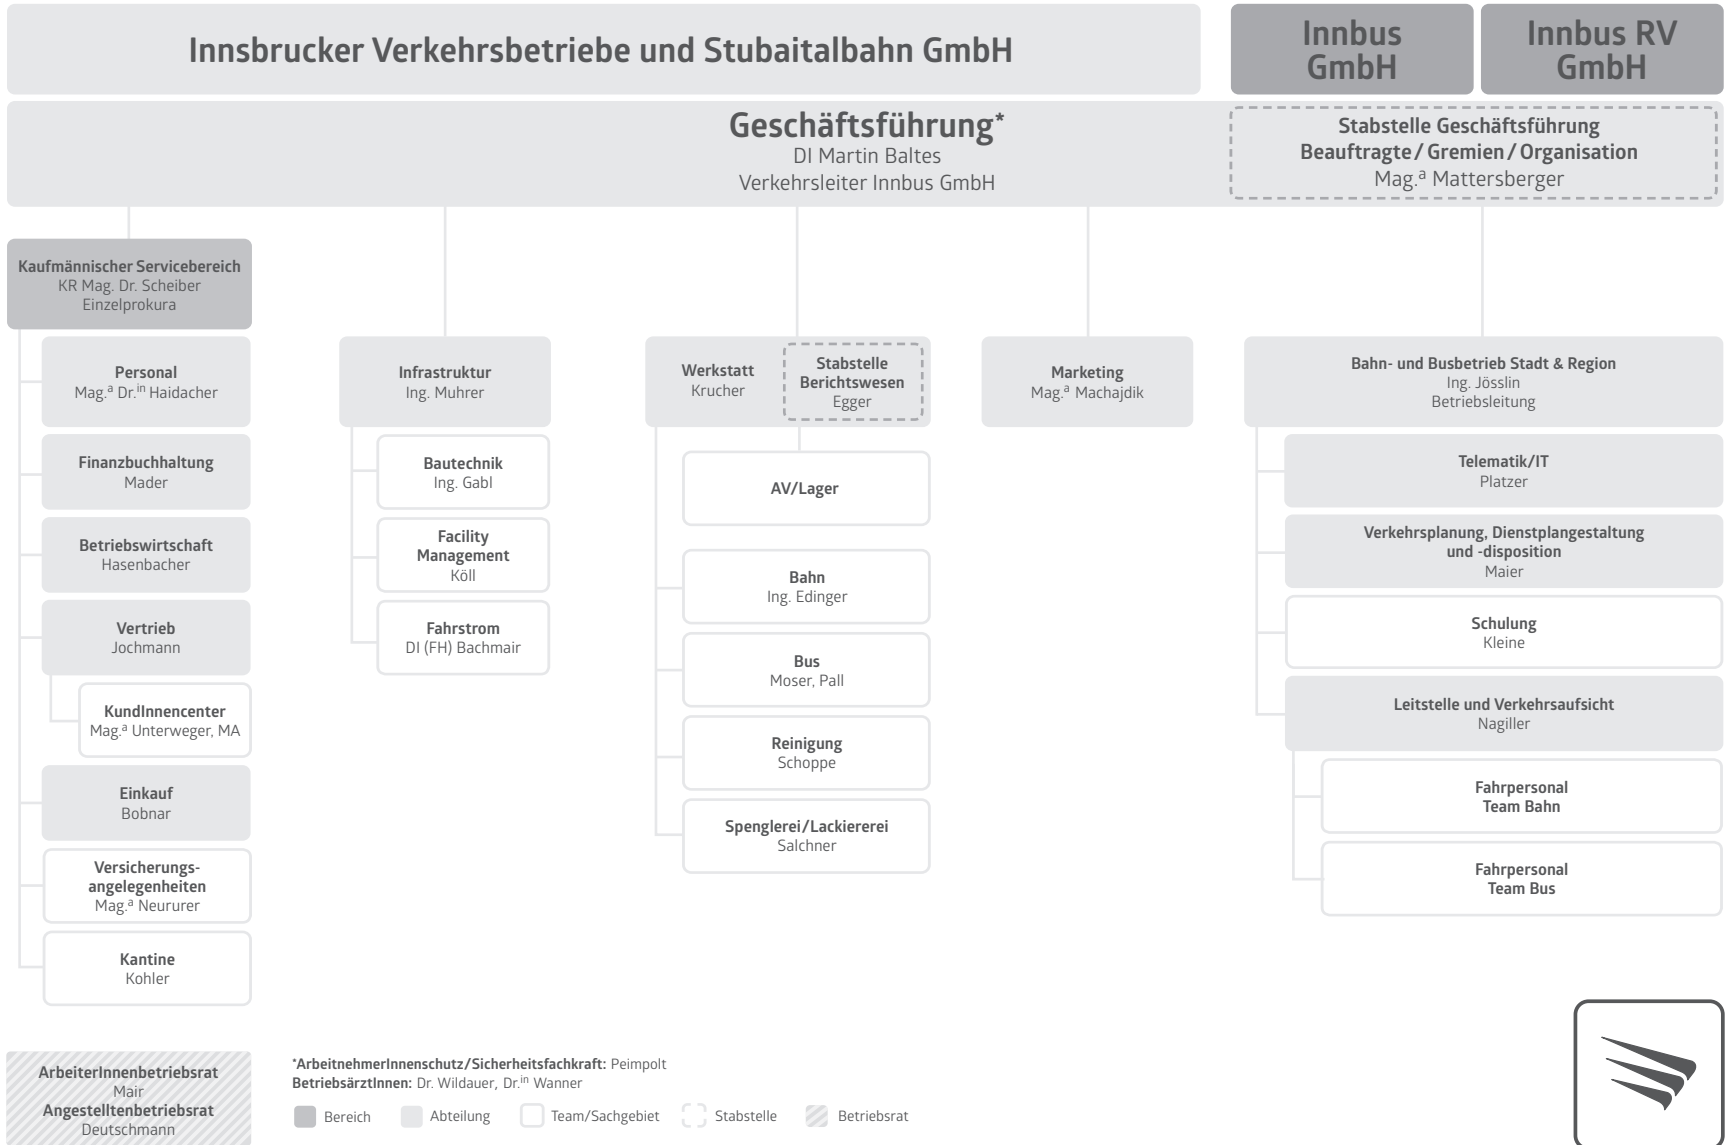 Innsbrucker Verkehrsbetriebe und Stubaitalbahn GmbH
Innbus
GmbH
Innbus RV
GmbH
Geschäftsführung*
DI Martin Baltes
Verkehrsleiter Innbus GmbH
Stabstelle Geschäftsführung
Beauftragte/Gremien/Organisation
Mag.ª Mattersberger
Kaufmännischer Servicebereich
KR Mag. Dr. Scheiber
Einzelprokura
Personal
Mag.ª Dr.ⁱⁿ Haidacher
Finanzbuchhaltung
Mader
Betriebswirtschaft
Hasenbacher
Vertrieb
Jochmann
KundInnencenter
Mag.ª Unterweger, MA
Einkauf
Bobnar
Versicherungs-
angelegenheiten
Mag.ª Neururer
Kantine
Kohler
Infrastruktur
Ing. Muhrer
Bautechnik
Ing. Gabl
Facility
Management
Köll
Fahrstrom
DI (FH) Bachmair
Werkstatt
Krucher
Stabstelle
Berichtswesen
Egger
AV/Lager
Bahn
Ing. Edinger
Bus
Moser, Pall
Reinigung
Schoppe
Spenglerei/Lackiererei
Salchner
Marketing
Mag.ª Machajdik
Bahn- und Busbetrieb Stadt & Region
Ing. Jösslin
Betriebsleitung
Telematik/IT
Platzer
Verkehrsplanung, Dienstplangestaltung
und -disposition
Maier
Schulung
Kleine
Leitstelle und Verkehrsaufsicht
Nagiller
Fahrpersonal
Team Bahn
Fahrpersonal
Team Bus
ArbeiterInnenbetriebsrat
Mair
Angestelltenbetriebsrat
Deutschmann
*ArbeitnehmerInnenschutz/Sicherheitsfachkraft: Peimpolt
BetriebsärztInnen: Dr. Wildauer, Dr.ⁱⁿ Wanner
Bereich
Abteilung
Team/Sachgebiet
Stabstelle
Betriebsrat